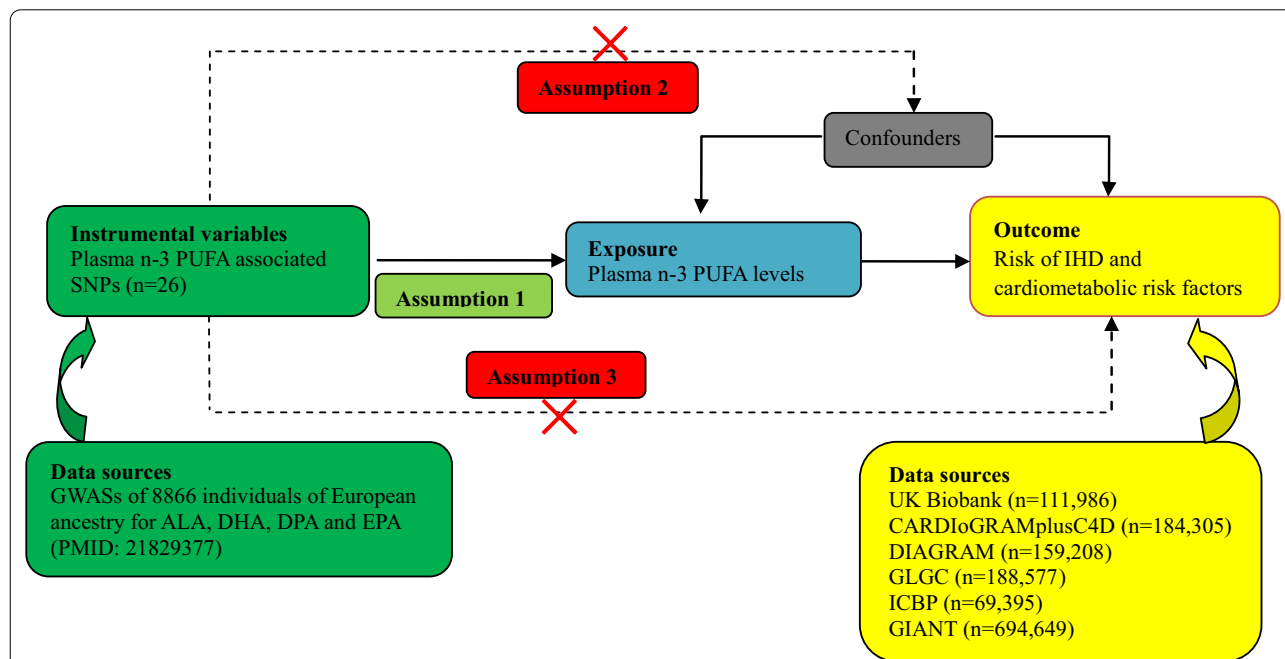 Assumption 2
Confounders
Instrumental variables
Plasma n-3 PUFA associated
SNPs (n=26)
Assumption 1
Exposure
Plasma n-3 PUFA levels
Outcome
Risk of IHD and
cardiometabolic risk factors
Assumption 3
Data sources
GWASs of 8866 individuals of European
ancestry for ALA, DHA, DPA and EPA
(PMID: 21829377)
Data sources
UK Biobank (n=111,986)
CARDIoGRAMplusC4D (n=184,305)
DIAGRAM (n=159,208)
GLGC (n=188,577)
ICBP (n=69,395)
GIANT (n=694,649)